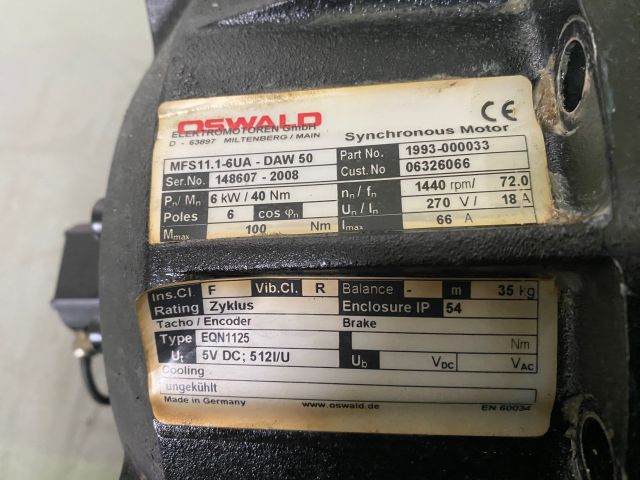 OSWALD
ELEKTROMOTOREN GmbH
D - 63897 MILTENBERG / MAIN
CE
Synchronous Motor
MFS11.1-6UA - DAW 50 Part No. 1993-000033
Ser.No. 148607 - 2008 Cust.No 06326066
Pn/ Mn 6 kW / 40 Nm nn / fn 1440 rpm/ 72.0
Poles 6 cos φn Un / In 270 V / 18 A
Mmax 100 Nm Imax 66 A
Ins.Cl. F Vib.Cl. R Balance - m 35 kg
Rating Zyklus Enclosure IP 54
Tacho / Encoder Brake
Type EQN1125 Nm
Ut 5V DC; 512I/U Ub VDC VAC
Cooling
ungekühlt
Made in Germany www.oswald.de EN 60034